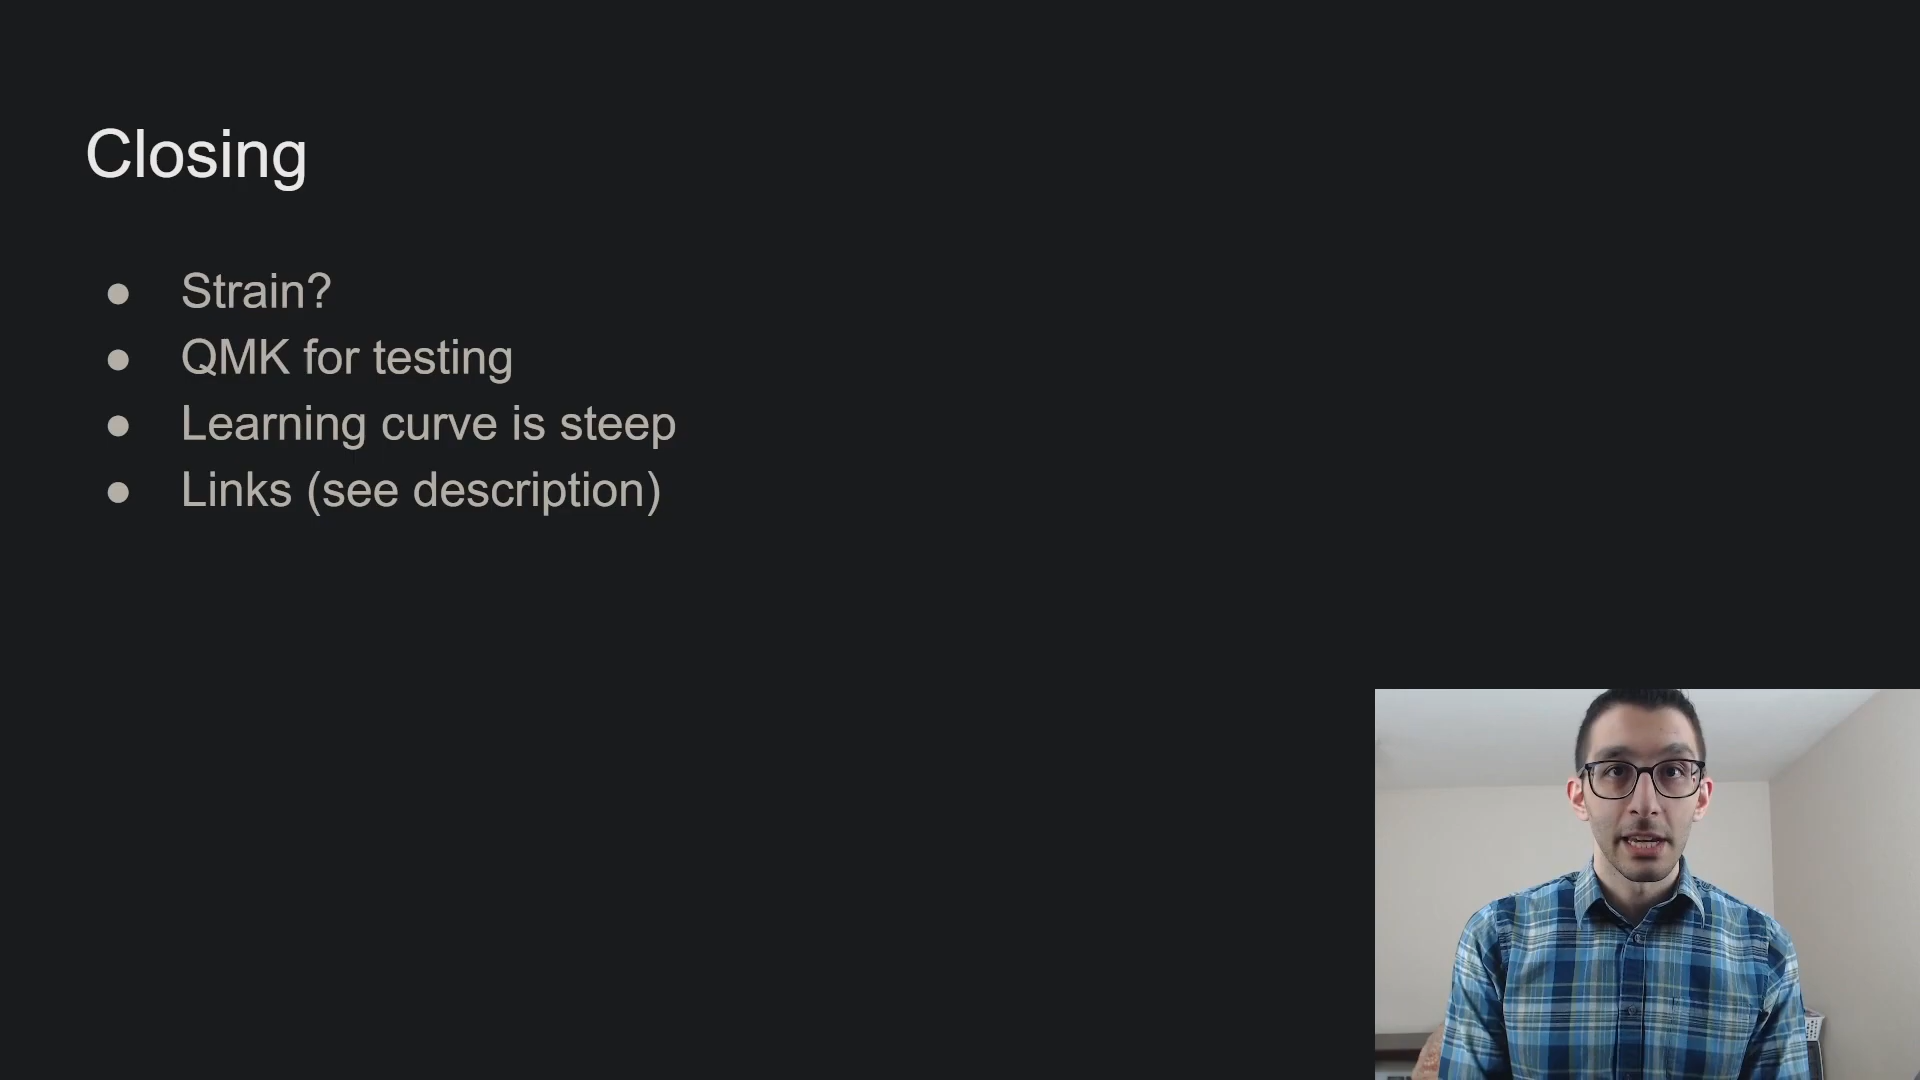 Closing
● Strain?
● QMK for testing
● Learning curve is steep
● Links (see description)